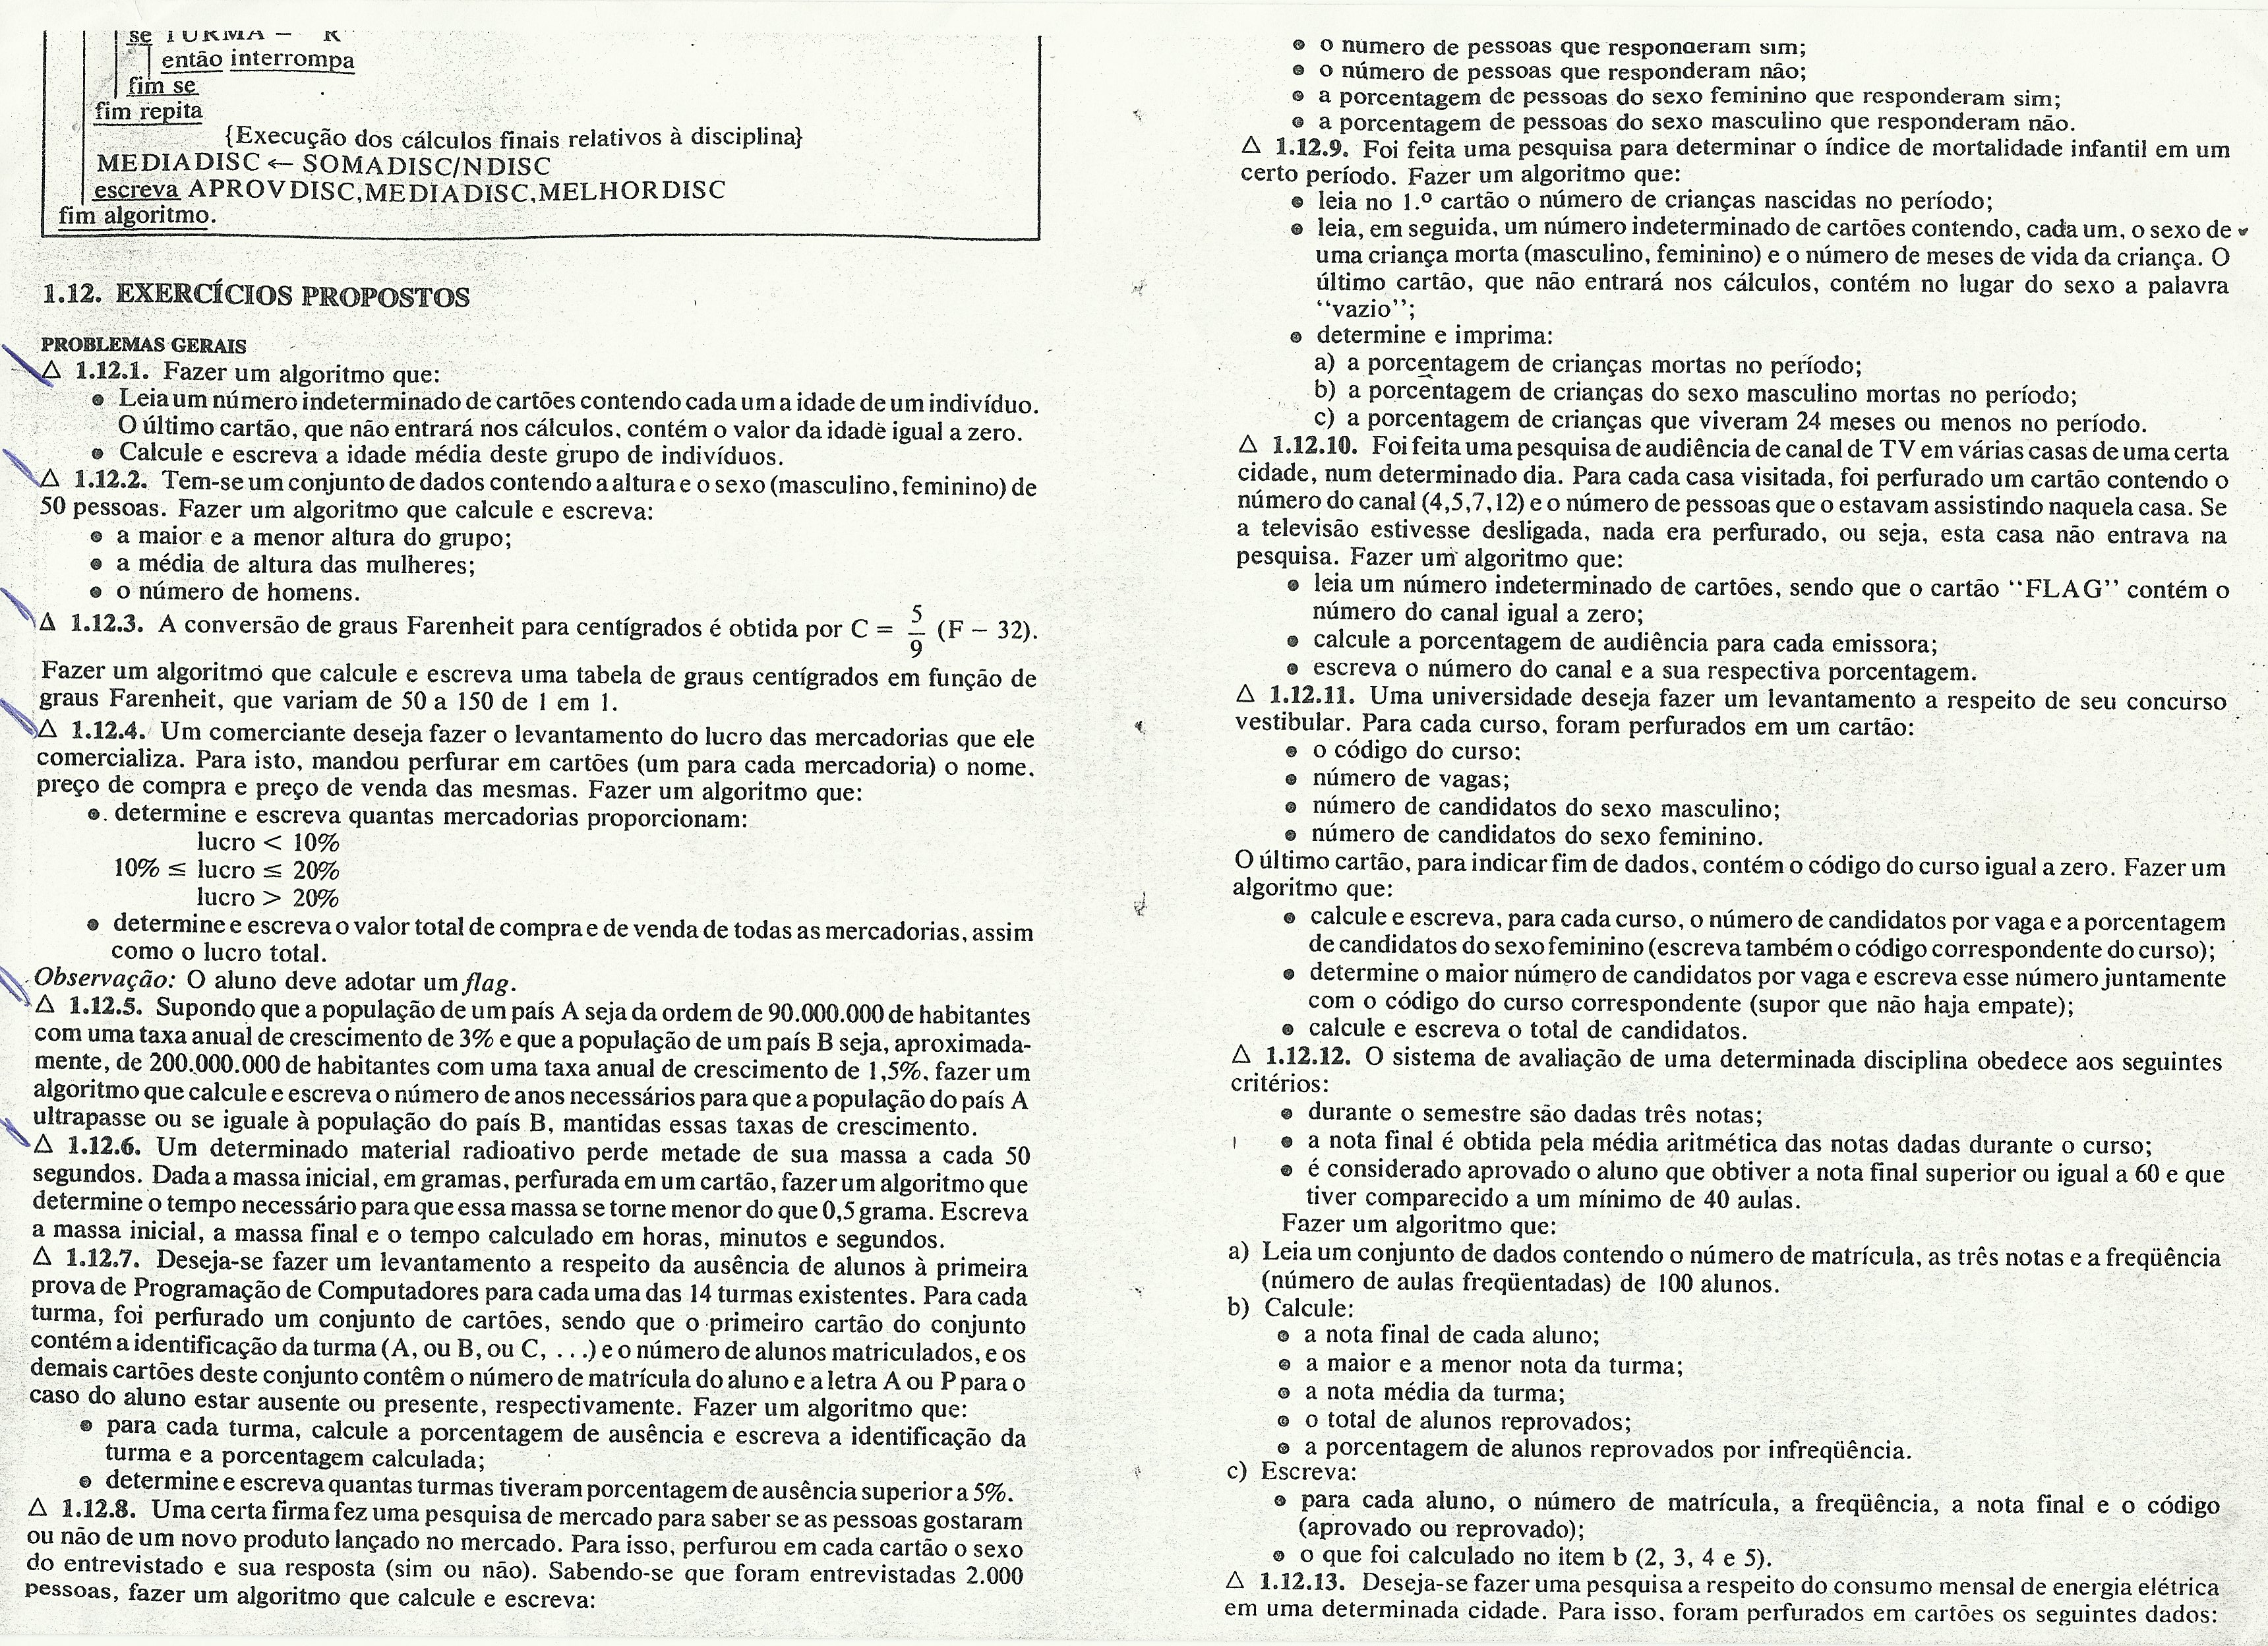 se TURMA = "R"
então interrompa
fim se
fim repita
{Execução dos cálculos finais relativos à disciplina}
MEDIADISC ← SOMADISC/NDISC
escreva APROVDISC,MEDIADISC,MELHORDISC
fim algoritmo.
1.12. EXERCÍCIOS PROPOSTOS
PROBLEMAS GERAIS
△ 1.12.1. Fazer um algoritmo que:
● Leia um número indeterminado de cartões contendo cada um a idade de um indivíduo.
O último cartão, que não entrará nos cálculos, contém o valor da idade igual a zero.
● Calcule e escreva a idade média deste grupo de indivíduos.
△ 1.12.2. Tem-se um conjunto de dados contendo a altura e o sexo (masculino, feminino) de
50 pessoas. Fazer um algoritmo que calcule e escreva:
● a maior e a menor altura do grupo;
● a média de altura das mulheres;
● o número de homens.
△ 1.12.3. A conversão de graus Farenheit para centígrados é obtida por C = 5/9 (F – 32).
Fazer um algoritmo que calcule e escreva uma tabela de graus centígrados em função de
graus Farenheit, que variam de 50 a 150 de 1 em 1.
△ 1.12.4. Um comerciante deseja fazer o levantamento do lucro das mercadorias que ele
comercializa. Para isto, mandou perfurar em cartões (um para cada mercadoria) o nome,
preço de compra e preço de venda das mesmas. Fazer um algoritmo que:
● determine e escreva quantas mercadorias proporcionam:
lucro < 10%
10% ≤ lucro ≤ 20%
lucro > 20%
● determine e escreva o valor total de compra e de venda de todas as mercadorias, assim
como o lucro total.
Observação: O aluno deve adotar um flag.
△ 1.12.5. Supondo que a população de um país A seja da ordem de 90.000.000 de habitantes
com uma taxa anual de crescimento de 3% e que a população de um país B seja, aproximada-
mente, de 200.000.000 de habitantes com uma taxa anual de crescimento de 1,5%, fazer um
algoritmo que calcule e escreva o número de anos necessários para que a população do país A
ultrapasse ou se iguale à população do país B, mantidas essas taxas de crescimento.
△ 1.12.6. Um determinado material radioativo perde metade de sua massa a cada 50
segundos. Dada a massa inicial, em gramas, perfurada em um cartão, fazer um algoritmo que
determine o tempo necessário para que essa massa se torne menor do que 0,5 grama. Escreva
a massa inicial, a massa final e o tempo calculado em horas, minutos e segundos.
△ 1.12.7. Deseja-se fazer um levantamento a respeito da ausência de alunos à primeira
prova de Programação de Computadores para cada uma das 14 turmas existentes. Para cada
turma, foi perfurado um conjunto de cartões, sendo que o primeiro cartão do conjunto
contém a identificação da turma (A, ou B, ou C, ...) e o número de alunos matriculados, e os
demais cartões deste conjunto contêm o número de matrícula do aluno e a letra A ou P para o
caso do aluno estar ausente ou presente, respectivamente. Fazer um algoritmo que:
● para cada turma, calcule a porcentagem de ausência e escreva a identificação da
turma e a porcentagem calculada;
● determine e escreva quantas turmas tiveram porcentagem de ausência superior a 5%.
△ 1.12.8. Uma certa firma fez uma pesquisa de mercado para saber se as pessoas gostaram
ou não de um novo produto lançado no mercado. Para isso, perfurou em cada cartão o sexo
do entrevistado e sua resposta (sim ou não). Sabendo-se que foram entrevistadas 2.000
pessoas, fazer um algoritmo que calcule e escreva:
● o número de pessoas que responderam sim;
● o número de pessoas que responderam não;
● a porcentagem de pessoas do sexo feminino que responderam sim;
● a porcentagem de pessoas do sexo masculino que responderam não.
△ 1.12.9. Foi feita uma pesquisa para determinar o índice de mortalidade infantil em um
certo período. Fazer um algoritmo que:
● leia no 1.º cartão o número de crianças nascidas no período;
● leia, em seguida, um número indeterminado de cartões contendo, cada um, o sexo de
uma criança morta (masculino, feminino) e o número de meses de vida da criança. O
último cartão, que não entrará nos cálculos, contém no lugar do sexo a palavra
“vazio”;
● determine e imprima:
a) a porcentagem de crianças mortas no período;
b) a porcentagem de crianças do sexo masculino mortas no período;
c) a porcentagem de crianças que viveram 24 meses ou menos no período.
△ 1.12.10. Foi feita uma pesquisa de audiência de canal de TV em várias casas de uma certa
cidade, num determinado dia. Para cada casa visitada, foi perfurado um cartão contendo o
número do canal (4,5,7,12) e o número de pessoas que o estavam assistindo naquela casa. Se
a televisão estivesse desligada, nada era perfurado, ou seja, esta casa não entrava na
pesquisa. Fazer um algoritmo que:
● leia um número indeterminado de cartões, sendo que o cartão “FLAG” contém o
número do canal igual a zero;
● calcule a porcentagem de audiência para cada emissora;
● escreva o número do canal e a sua respectiva porcentagem.
△ 1.12.11. Uma universidade deseja fazer um levantamento a respeito de seu concurso
vestibular. Para cada curso, foram perfurados em um cartão:
● o código do curso;
● número de vagas;
● número de candidatos do sexo masculino;
● número de candidatos do sexo feminino.
O último cartão, para indicar fim de dados, contém o código do curso igual a zero. Fazer um
algoritmo que:
● calcule e escreva, para cada curso, o número de candidatos por vaga e a porcentagem
de candidatos do sexo feminino (escreva também o código correspondente do curso);
● determine o maior número de candidatos por vaga e escreva esse número juntamente
com o código do curso correspondente (supor que não haja empate);
● calcule e escreva o total de candidatos.
△ 1.12.12. O sistema de avaliação de uma determinada disciplina obedece aos seguintes
critérios:
● durante o semestre são dadas três notas;
● a nota final é obtida pela média aritmética das notas dadas durante o curso;
● é considerado aprovado o aluno que obtiver a nota final superior ou igual a 60 e que
tiver comparecido a um mínimo de 40 aulas.
Fazer um algoritmo que:
a) Leia um conjunto de dados contendo o número de matrícula, as três notas e a freqüência
(número de aulas freqüentadas) de 100 alunos.
b) Calcule:
● a nota final de cada aluno;
● a maior e a menor nota da turma;
● a nota média da turma;
● o total de alunos reprovados;
● a porcentagem de alunos reprovados por infreqüência.
c) Escreva:
● para cada aluno, o número de matrícula, a freqüência, a nota final e o código
(aprovado ou reprovado);
● o que foi calculado no item b (2, 3, 4 e 5).
△ 1.12.13. Deseja-se fazer uma pesquisa a respeito do consumo mensal de energia elétrica
em uma determinada cidade. Para isso, foram perfurados em cartões os seguintes dados: